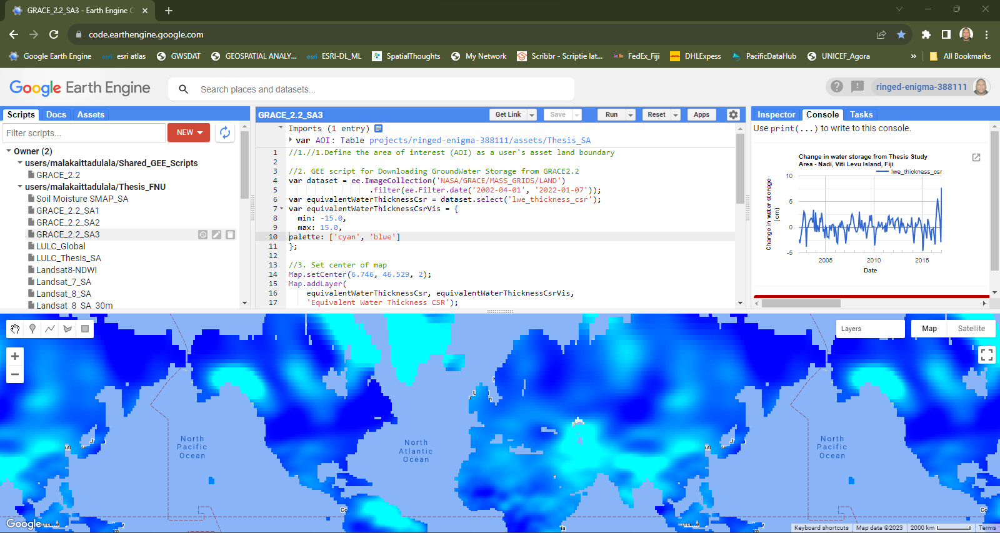 GRACE_2.2_SA3 - Earth Engine C
code.earthengine.google.com
Google Earth Engine
esri esri atlas
GWSDAT
GEOSPATIAL ANALY...
esri ESRI-DL_ML
SpatialThoughts
My Network
Scribbr - Scriptie lat...
FedEx_Fiji
DHLExpess
PacificDataHub
UNICEF_Agora
»
All Bookmarks
Google Earth Engine
Search places and datasets...
ringed-enigma-388111
Scripts Docs Assets
Filter scripts...
NEW
Owner (2)
users/malakaittadulala/Shared_GEE_Scripts
GRACE_2.2
users/malakaittadulala/Thesis_FNU
Soil Moisture SMAP_SA
GRACE_2.2_SA1
GRACE_2.2_SA2
GRACE_2.2_SA3
LULC_Global
LULC_Thesis_SA
Landsat8-NDWI
Landsat_7_SA
Landsat_8_SA
Landsat_8_SA_30m
GRACE_2.2_SA3
Get Link Save Run Reset Apps
Imports (1 entry)
var AOI: Table projects/ringed-enigma-388111/assets/Thesis_SA
1 //1.//1.Define the area of interest (AOI) as a user's asset land boundary
2
3 //2. GEE script for Downloading GroundWater Storage from GRACE2.2
4 var dataset = ee.ImageCollection('NASA/GRACE/MASS_GRIDS/LAND')
5 .filter(ee.Filter.date('2002-04-01', '2022-01-07'));
6 var equivalentWaterThicknessCsr = dataset.select('lwe_thickness_csr');
7 var equivalentWaterThicknessCsrVis = {
8 min: -15.0,
9 max: 15.0,
10 palette: ['cyan', 'blue']
11 };
12
13 //3. Set center of map
14 Map.setCenter(6.746, 46.529, 2);
15 Map.addLayer(
16 equivalentWaterThicknessCsr, equivalentWaterThicknessCsrVis,
17 'Equivalent Water Thickness CSR');
Inspector Console Tasks
Use print(...) to write to this console.
Change in water storage from Thesis Study
Area - Nadi, Viti Levu Island, Fiji
lwe_thickness_csr
Change in water storage
(cm)
10
5
0
-5
2005 2010 2015
Date
Layers
Map Satellite
North
Pacific
Ocean
North
Atlantic
Ocean
North
Pacific
Ocean
Google
Keyboard shortcuts
Map data ©2023
2000 km
Terms